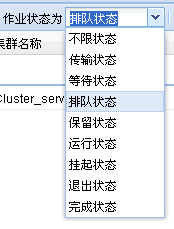 作业状态为 排队状态
集群名称
不限状态
传输状态
等待状态
Cluster_serv 排队状态
保留状态
运行状态
挂起状态
退出状态
完成状态